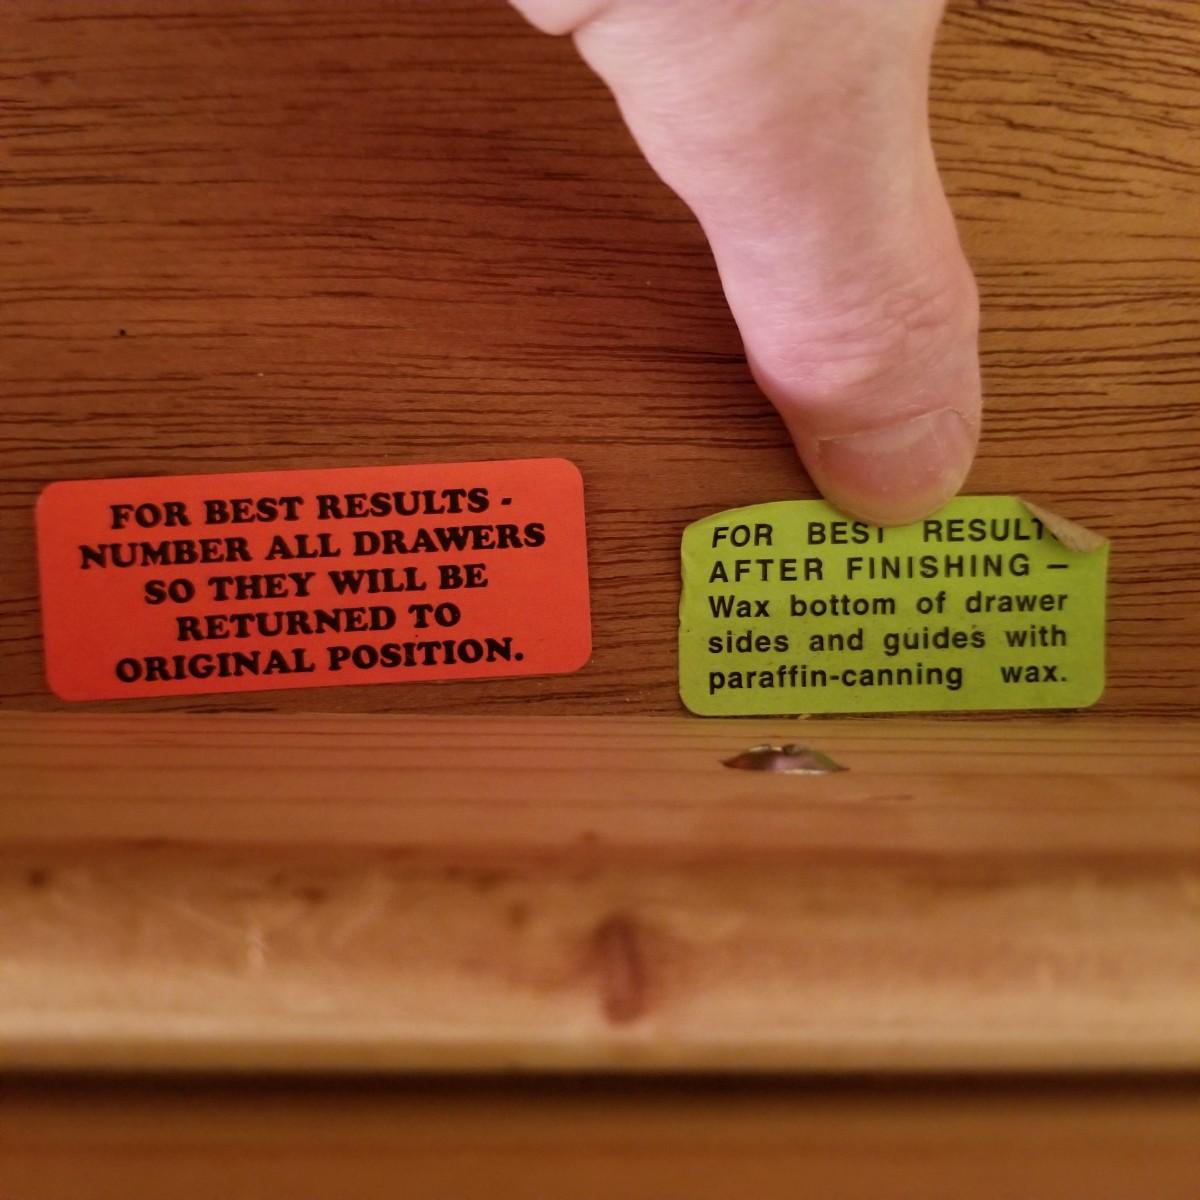 FOR BEST RESULTS -
NUMBER ALL DRAWERS
SO THEY WILL BE
RETURNED TO
ORIGINAL POSITION.
FOR BEST RESULTS
AFTER FINISHING —
Wax bottom of drawer
sides and guides with
paraffin-canning wax.